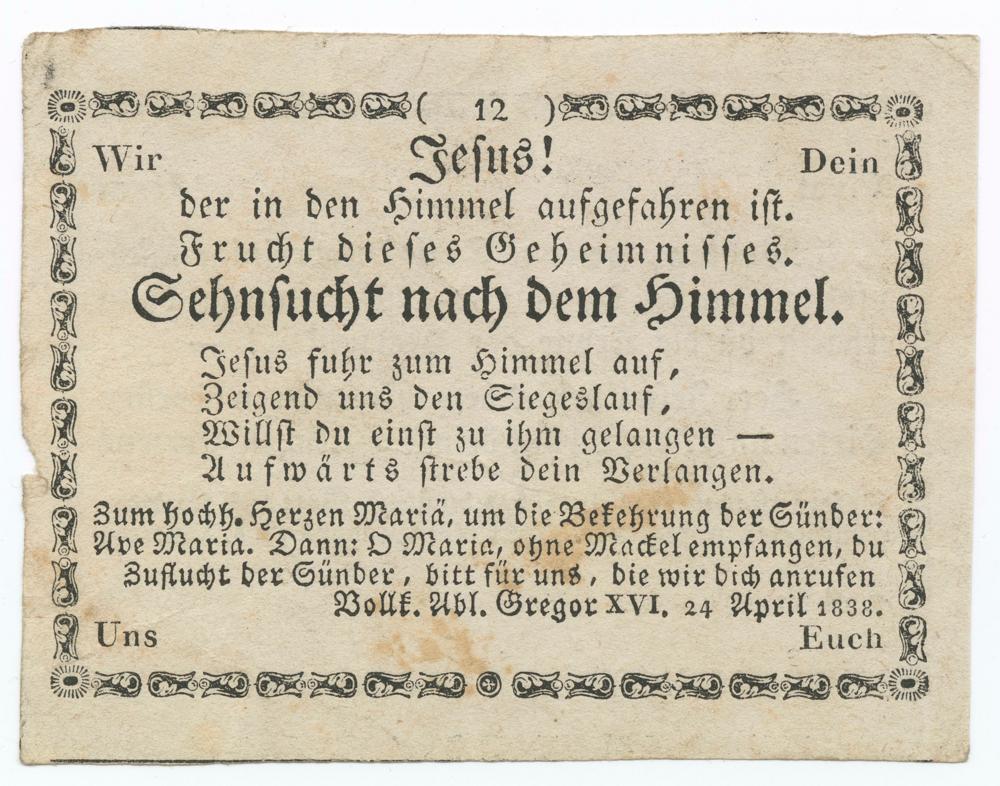 ( 12 )
Wir Jesus! Dein
der in den Himmel aufgefahren ist.
Frucht dieses Geheimnisses.
Sehnsucht nach dem Himmel.
Jesus fuhr zum Himmel auf,
Zeigend uns den Siegeslauf,
Willst du einst zu ihm gelangen —
Aufwärts strebe dein Verlangen.
Zum hochh. Herzen Mariä, um die Bekehrung der Sünder:
Ave Maria. Dann: O Maria, ohne Mackel empfangen, du
Zuflucht der Sünder, bitt für uns, die wir dich anrufen
Vollk. Abl. Gregor XVI. 24 April 1838.
Uns Euch